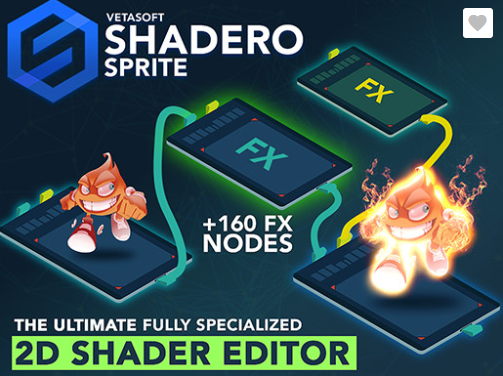 VETASOFT
SHADERO
SPRITE
FX
FX
+160 FX
NODES
THE ULTIMATE FULLY SPECIALIZED
2D SHADER EDITOR